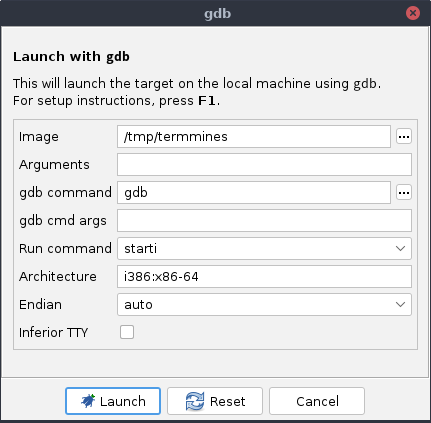 gdb
Launch with gdb
This will launch the target on the local machine using gdb.
For setup instructions, press F1.
Image /tmp/termmines ...
Arguments
gdb command gdb ...
gdb cmd args
Run command starti
Architecture i386:x86-64
Endian auto
Inferior TTY
Launch Reset Cancel